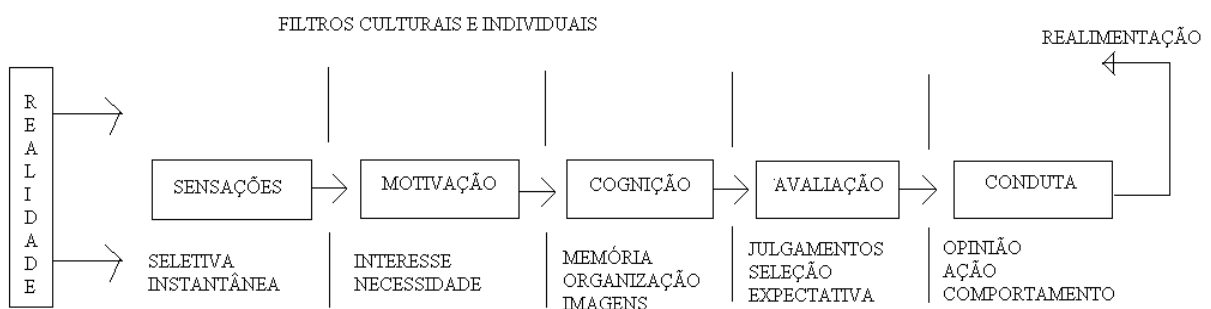 FILTROS CULTURAIS E INDIVIDUAIS
REALIMENTAÇÃO
REALIDADE
SENSAÇÕES
MOTIVAÇÃO
COGNIÇÃO
AVALIAÇÃO
CONDUTA
SELETIVA
INSTANTÂNEA
INTERESSE
NECESSIDADE
MEMÓRIA
ORGANIZAÇÃO
IMAGENS
JULGAMENTOS
SELEÇÃO
EXPECTATIVA
OPINIÃO
AÇÃO
COMPORTAMENTO